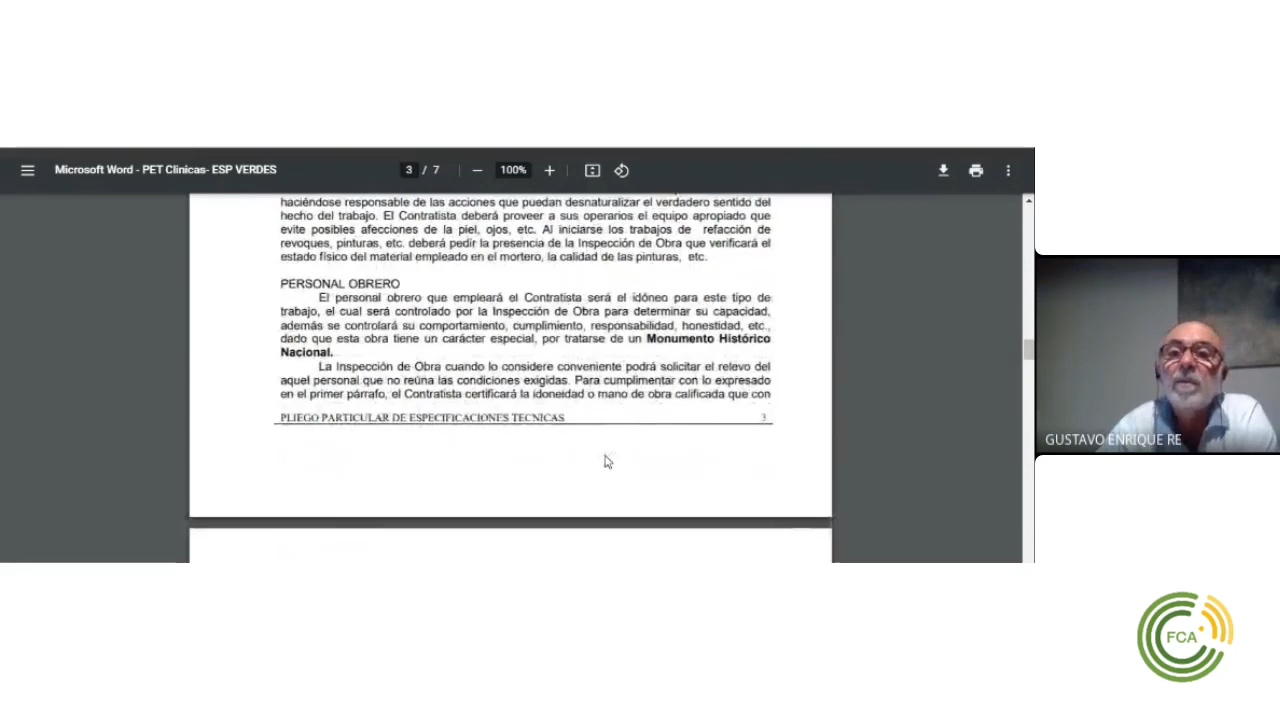 Microsoft Word - PET Clinicas- ESP VERDES
3 / 7
100%
haciéndose responsable de las acciones que puedan desnaturalizar el verdadero sentido del
hecho del trabajo. El Contratista deberá proveer a sus operarios el equipo apropiado que
evite posibles afecciones de la piel, ojos, etc. Al iniciarse los trabajos de refacción de
revoques, pinturas, etc. deberá pedir la presencia de la Inspección de Obra que verificará el
estado físico del material empleado en el mortero, la calidad de las pinturas, etc.
PERSONAL OBRERO
El personal obrero que empleará el Contratista será el idóneo para este tipo de
trabajo, el cual será controlado por la Inspección de Obra para determinar su capacidad,
además se controlará su comportamiento, cumplimiento, responsabilidad, honestidad, etc.,
dado que esta obra tiene un carácter especial, por tratarse de un Monumento Histórico
Nacional.
La Inspección de Obra cuando lo considere conveniente podrá solicitar el relevo del
aquel personal que no reúna las condiciones exigidas. Para cumplimentar con lo expresado
en el primer párrafo, el Contratista certificará la idoneidad o mano de obra calificada que con
PLIEGO PARTICULAR DE ESPECIFICACIONES TECNICAS 3
GUSTAVO ENRIQUE RE
FCA